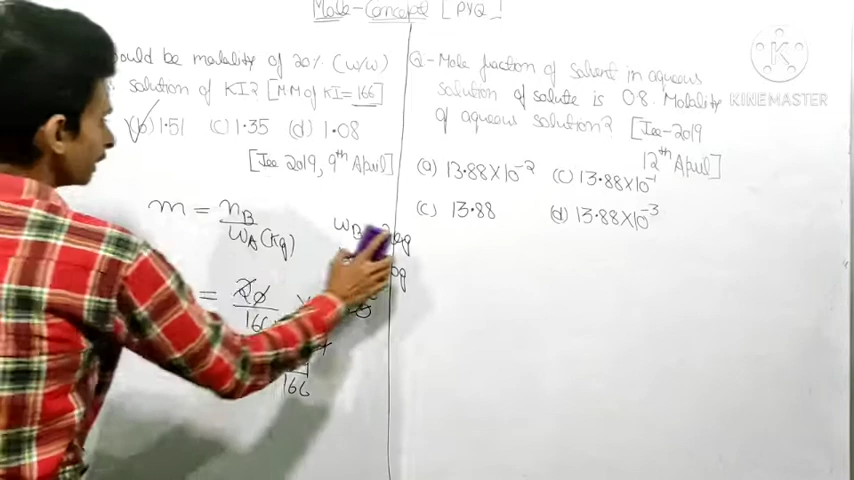 Mole-Concept [PYQ]
ould be molality of 20% (w/w)
solution of KI? [MM of KI=166]
(b) 1.51 (c) 1.35 (d) 1.08
[Jee 2019, 9th April]
m = nB
WA(Kg)
WB
=
20
166
Q- Mole fraction of solvent in aqueous
solution of solute is 0.8. Molality
of aqueous solution? [Jee-2019
12th April]
(a) 13.88×10-2 (c) 13.88×10-1
(c) 13.88 (d) 13.88×10-3
K
KINEMASTER